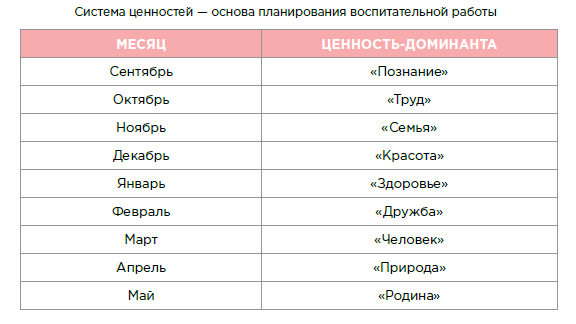 Система ценностей — основа планирования воспитательной работы
МЕСЯЦ ЦЕННОСТЬ-ДОМИНАНТА
Сентябрь «Познание»
Октябрь «Труд»
Ноябрь «Семья»
Декабрь «Красота»
Январь «Здоровье»
Февраль «Дружба»
Март «Человек»
Апрель «Природа»
Май «Родина»